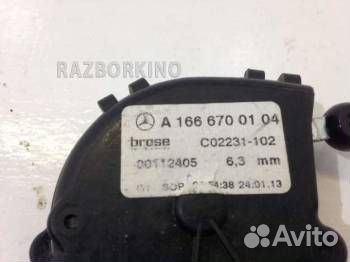 RAZBORKINO
A 166 670 01 04
brose C02231-102
00112405 6,3 mm
24.01.13
Avito